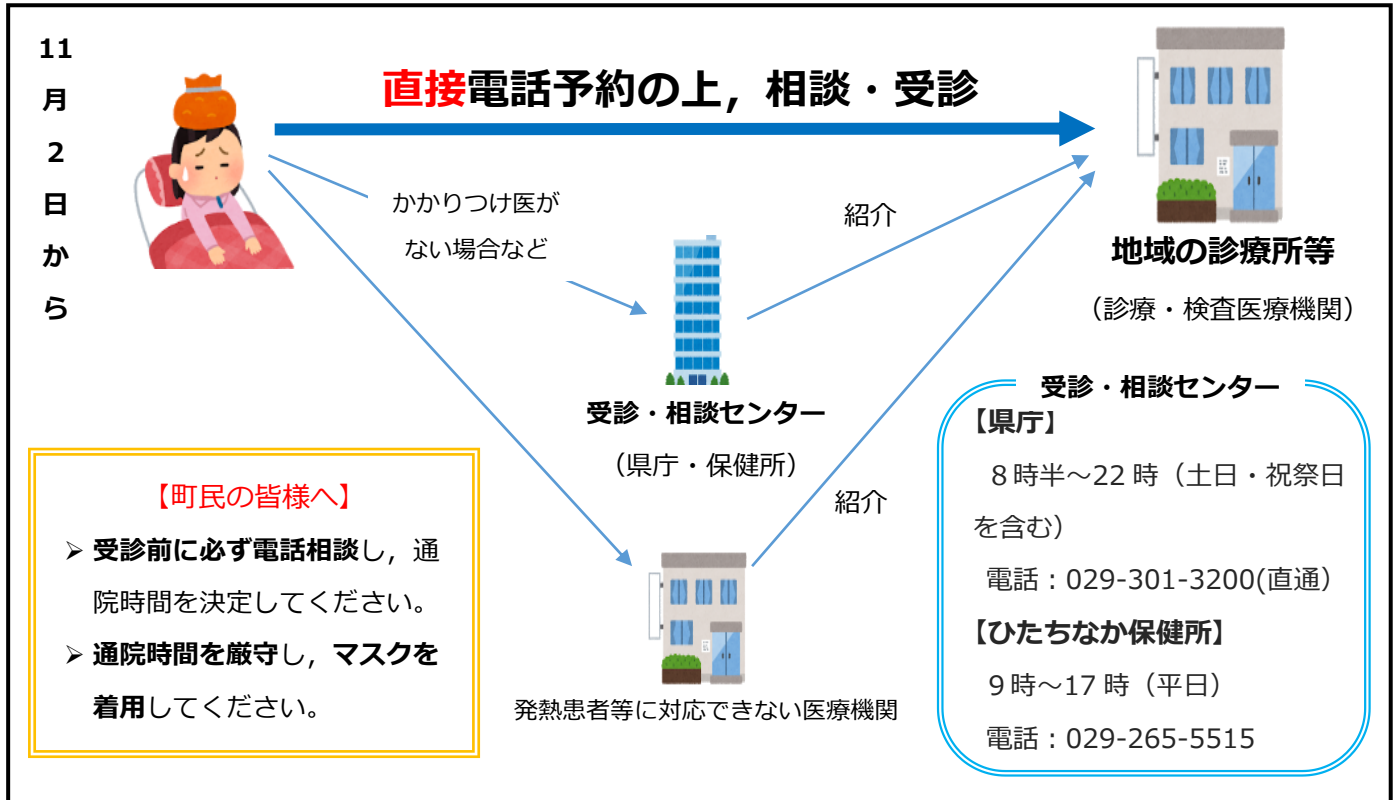 11月2日から
直接電話予約の上，相談・受診
かかりつけ医が
ない場合など
紹介
地域の診療所等
（診療・検査医療機関）
受診・相談センター
（県庁・保健所）
紹介
発熱患者等に対応できない医療機関
【町民の皆様へ】
➢ 受診前に必ず電話相談し，通
院時間を決定してください。
➢ 通院時間を厳守し，マスクを
着用してください。
受診・相談センター
【県庁】
８時半～22 時（土日・祝祭日
を含む）
電話：029-301-3200(直通）
【ひたちなか保健所】
９時～17 時（平日）
電話：029-265-5515